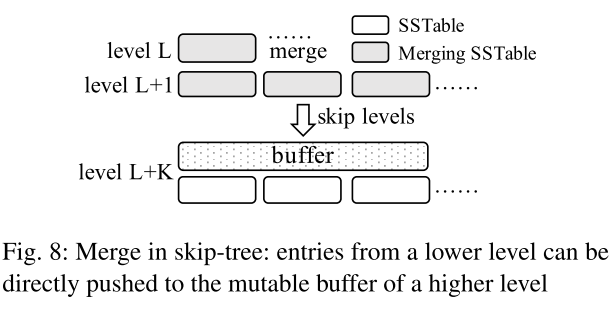 SSTable
level L
......
merge
Merging SSTable
level L+1
......
skip levels
buffer
level L+K
......
Fig. 8: Merge in skip-tree: entries from a lower level can be
directly pushed to the mutable buffer of a higher level